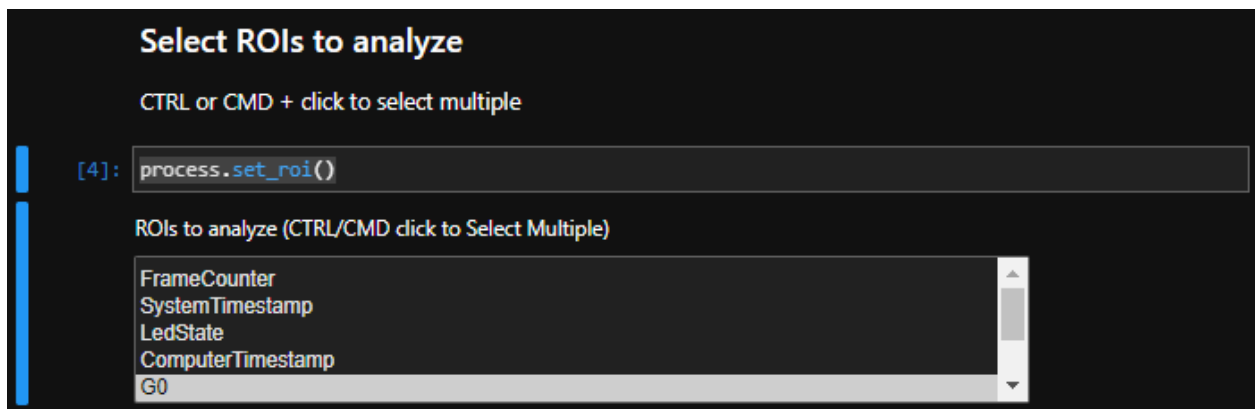 Select ROIs to analyze
CTRL or CMD + click to select multiple
[4]: process.set_roi()
ROIs to analyze (CTRL/CMD click to Select Multiple)
FrameCounter
SystemTimestamp
LedState
ComputerTimestamp
G0